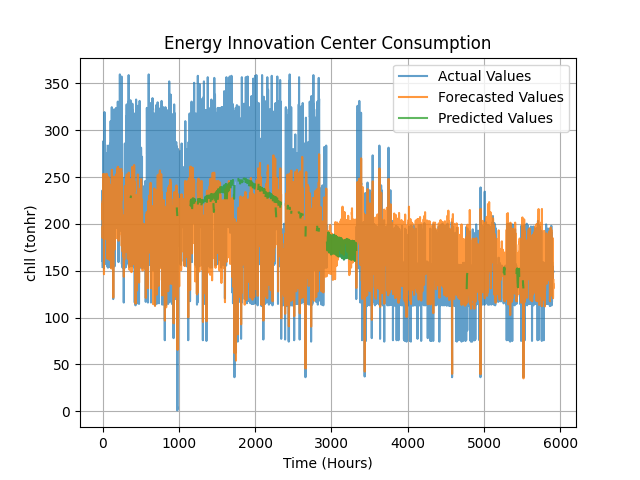 Energy Innovation Center Consumption
Actual Values
Forecasted Values
Predicted Values
350
300
250
200
150
100
50
0
chll (tonhr)
0 1000 2000 3000 4000 5000 6000
Time (Hours)